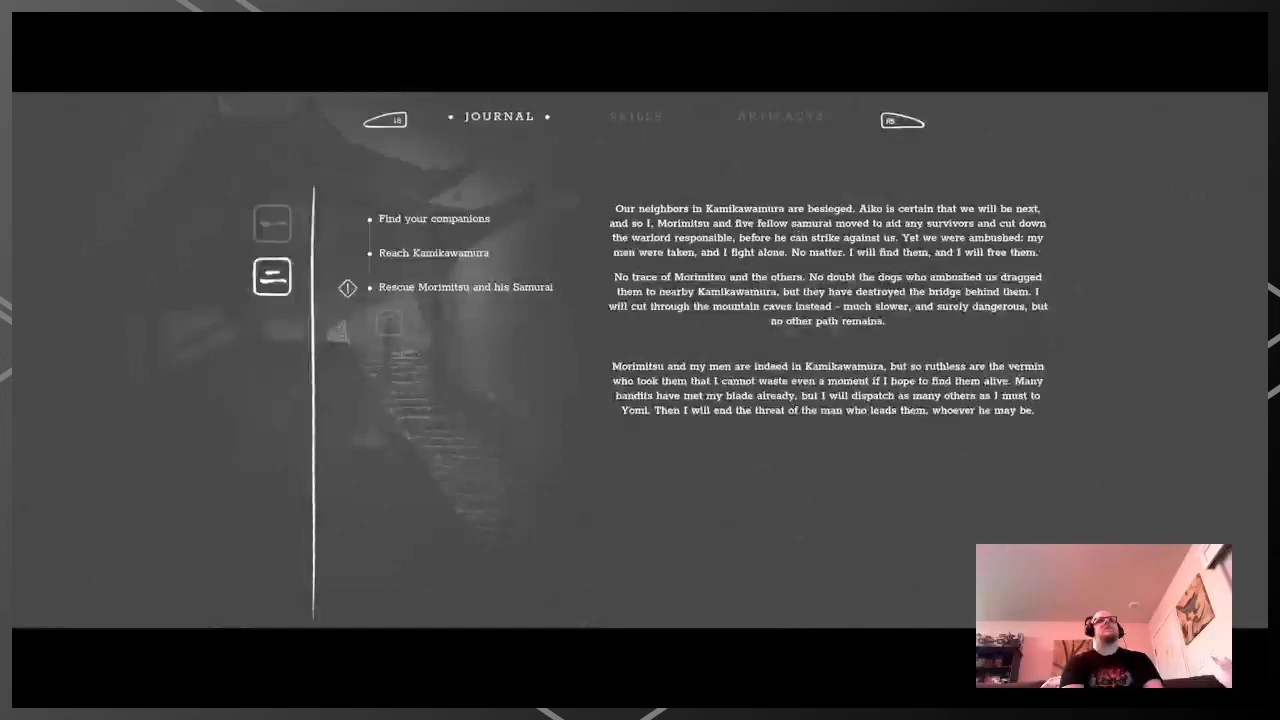 LB
JOURNAL
SKILLS
ARTIFACTS
RB
Find your companions
Reach Kamikawamura
Rescue Morimitsu and his Samurai
Our neighbors in Kamikawamura are besieged. Aiko is certain that we will be next,
and so I, Morimitsu and five fellow samurai moved to aid any survivors and cut down
the warlord responsible, before he can strike against us. Yet we were ambushed: my
men were taken, and I fight alone. No matter. I will find them, and I will free them.
No trace of Morimitsu and the others. No doubt the dogs who ambushed us dragged
them to nearby Kamikawamura, but they have destroyed the bridge behind them. I
will cut through the mountain caves instead - much slower, and surely dangerous, but
no other path remains.
Morimitsu and my men are indeed in Kamikawamura, but so ruthless are the vermin
who took them that I cannot waste even a moment if I hope to find them alive. Many
bandits have met my blade already, but I will dispatch as many others as I must to
Yomi. Then I will end the threat of the man who leads them, whoever he may be.